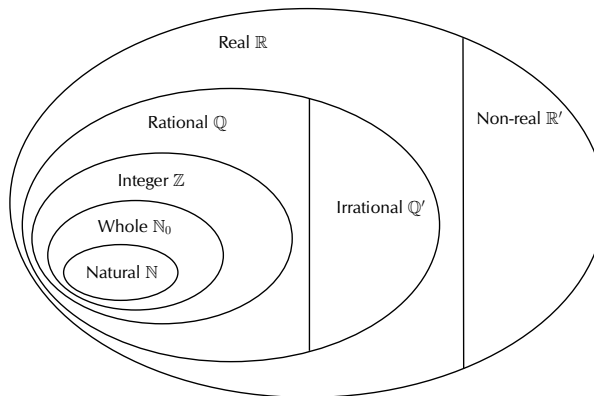 Real ℝ
Rational ℚ
Non-real ℝ′
Integer ℤ
Irrational ℚ′
Whole ℕ₀
Natural ℕ